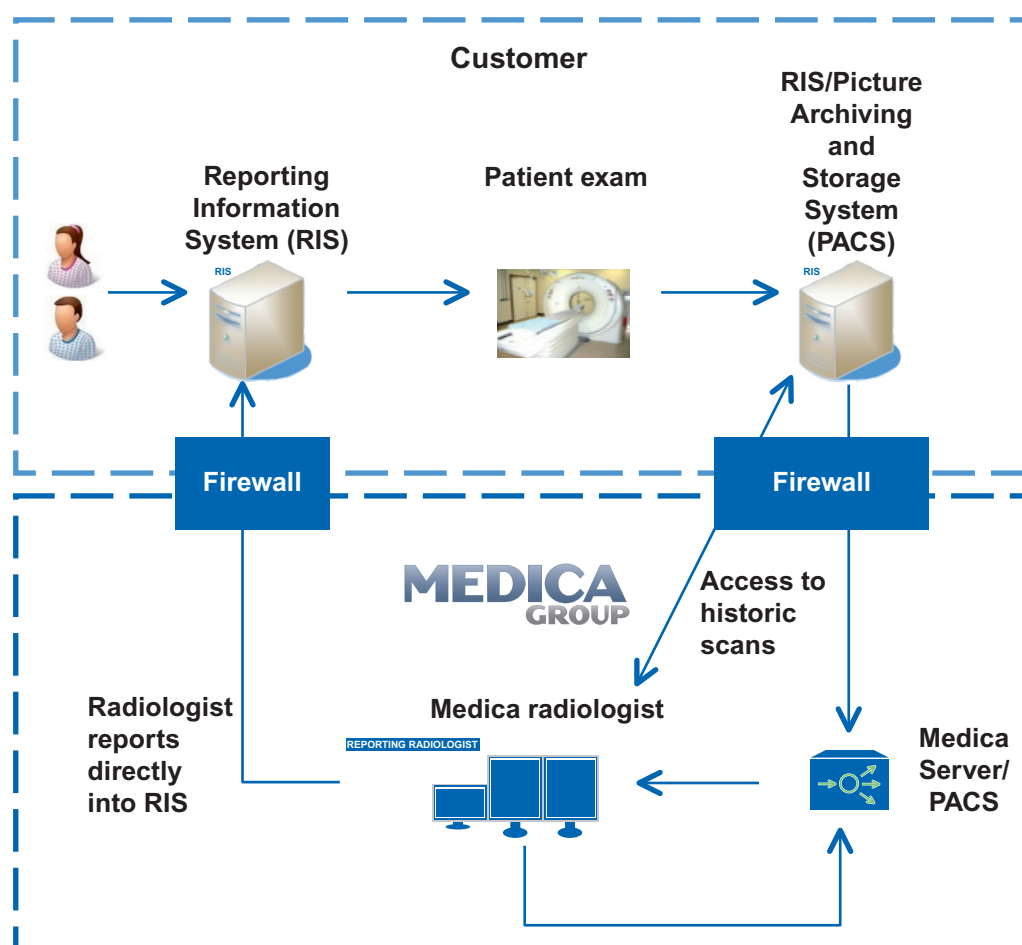 Customer
RIS/Picture
Archiving
and
Storage
System
(PACS)
Reporting
Information
System (RIS)
Patient exam
RIS
RIS
Firewall
Firewall
MEDICA
GROUP
Access to
historic
scans
Radiologist
reports
directly
into RIS
Medica radiologist
REPORTING RADIOLOGIST
Medica
Server/
PACS